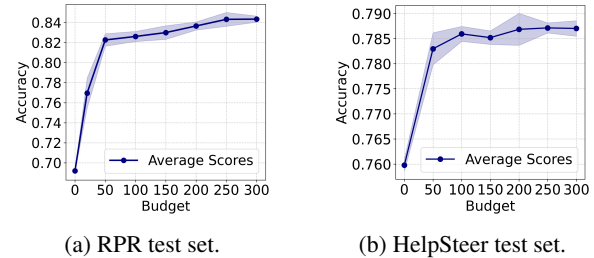 0.84
0.82
0.80
0.78
0.76
0.74
0.72
0.70
Accuracy
Average Scores
0 50 100 150 200 250 300
Budget
(a) RPR test set.
0.790
0.785
0.780
0.775
0.770
0.765
0.760
Accuracy
Average Scores
0 50 100 150 200 250 300
Budget
(b) HelpSteer test set.